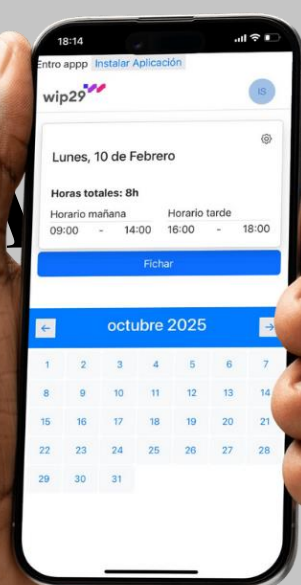 18:14
Entro appp Instalar Aplicación
wip29
IS
Lunes, 10 de Febrero
Horas totales: 8h
Horario mañana Horario tarde
09:00 - 14:00 16:00 - 18:00
Fichar
← octubre 2025 →
1 2 3 4 5 6 7
8 9 10 11 12 13 14
15 16 17 18 19 20 21
22 23 24 25 26 27 28
29 30 31